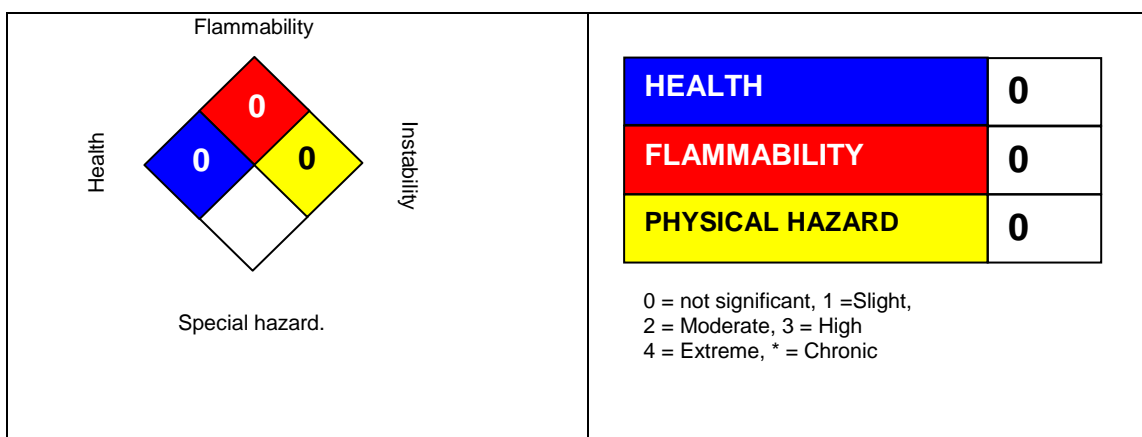 Flammability
0
Health
0
0
Instability
Special hazard.
HEALTH 0
FLAMMABILITY 0
PHYSICAL HAZARD 0
0 = not significant, 1 =Slight,
2 = Moderate, 3 = High
4 = Extreme, * = Chronic